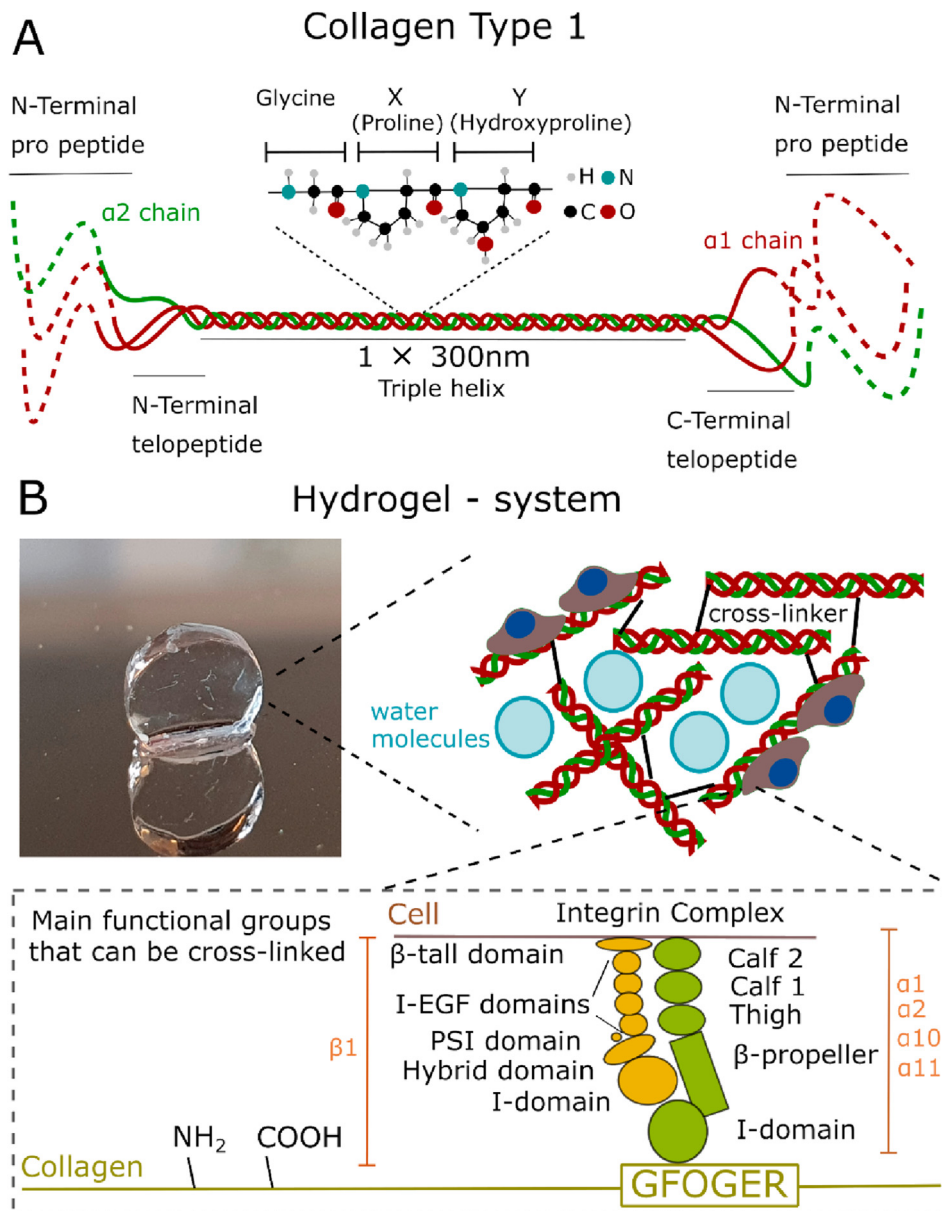 A
Collagen Type 1
N-Terminal
pro peptide
Glycine
X
(Proline)
Y
(Hydroxyproline)
N-Terminal
pro peptide
H
N
C
O
α2 chain
α1 chain
1 × 300nm
Triple helix
N-Terminal
telopeptide
C-Terminal
telopeptide
B
Hydrogel - system
cross-linker
water
molecules
Main functional groups
that can be cross-linked
Cell
Integrin Complex
β-tall domain
I-EGF domains
PSI domain
Hybrid domain
I-domain
Calf 2
Calf 1
Thigh
β-propeller
I-domain
β1
α1
α2
α10
α11
NH2
COOH
Collagen
GFOGER